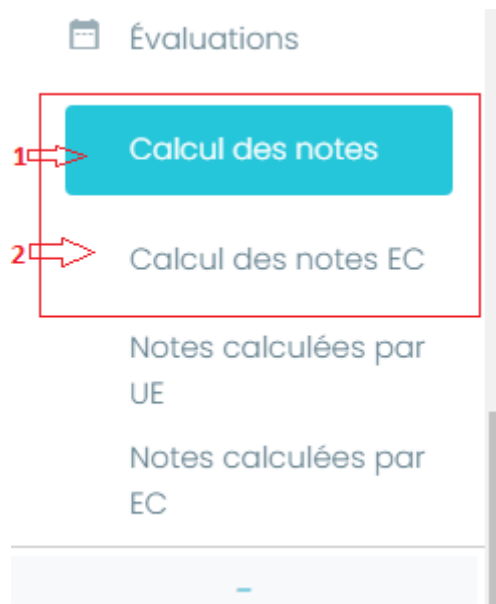 Évaluations
1
Calcul des notes
2
Calcul des notes EC
Notes calculées par
UE
Notes calculées par
EC